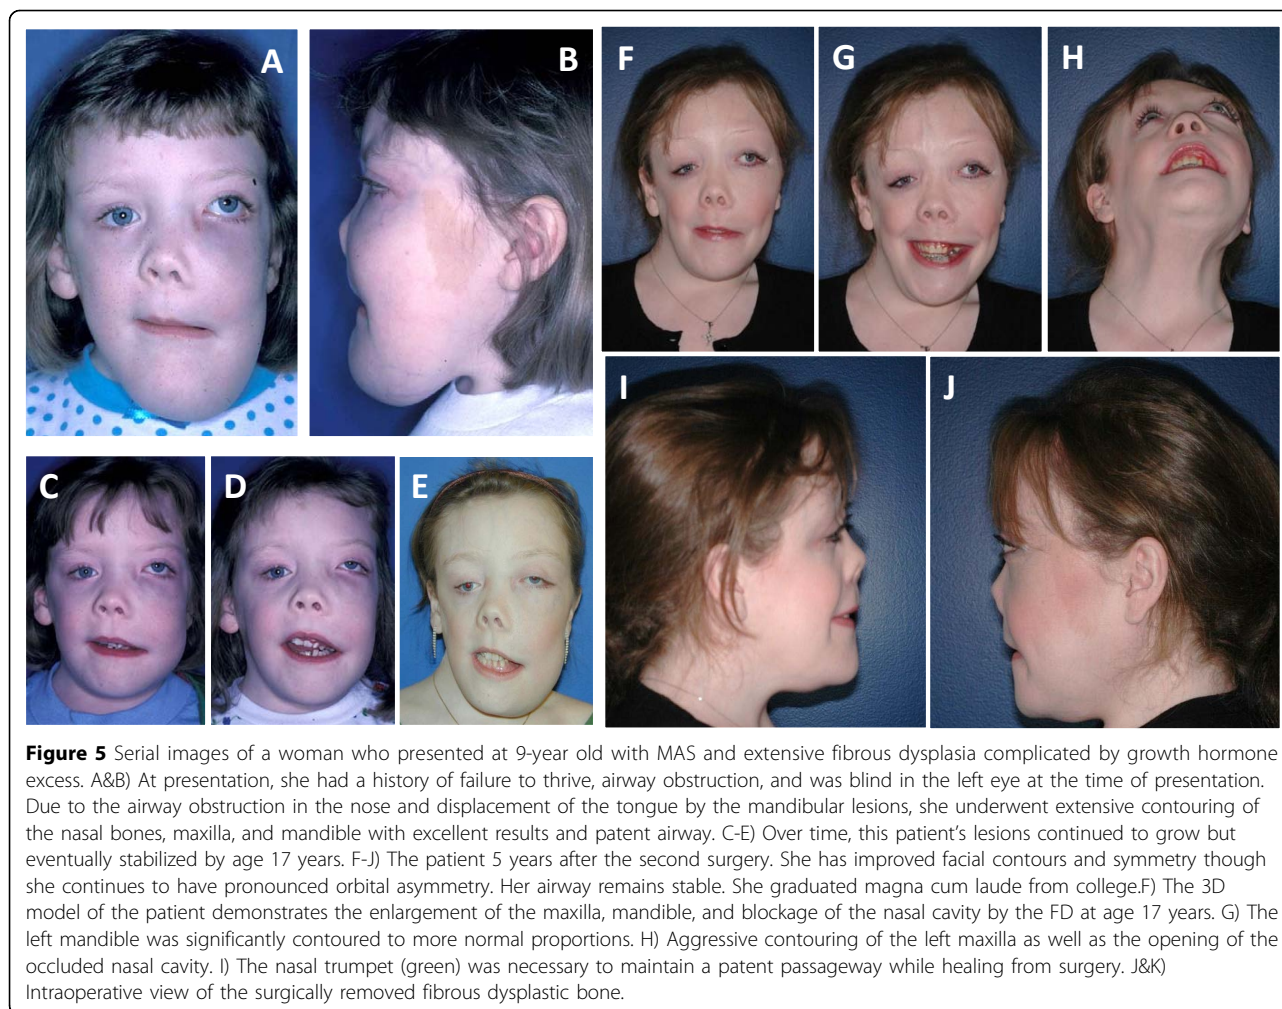 A
B
F
G
H
I
J
C
D
E
Figure 5 Serial images of a woman who presented at 9-year old with MAS and extensive fibrous dysplasia complicated by growth hormone
excess. A&B) At presentation, she had a history of failure to thrive, airway obstruction, and was blind in the left eye at the time of presentation.
Due to the airway obstruction in the nose and displacement of the tongue by the mandibular lesions, she underwent extensive contouring of
the nasal bones, maxilla, and mandible with excellent results and patent airway. C-E) Over time, this patient's lesions continued to grow but
eventually stabilized by age 17 years. F-J) The patient 5 years after the second surgery. She has improved facial contours and symmetry though
she continues to have pronounced orbital asymmetry. Her airway remains stable. She graduated magna cum laude from college.F) The 3D
model of the patient demonstrates the enlargement of the maxilla, mandible, and blockage of the nasal cavity by the FD at age 17 years. G) The
left mandible was significantly contoured to more normal proportions. H) Aggressive contouring of the left maxilla as well as the opening of the
occluded nasal cavity. I) The nasal trumpet (green) was necessary to maintain a patent passageway while healing from surgery. J&K)
Intraoperative view of the surgically removed fibrous dysplastic bone.